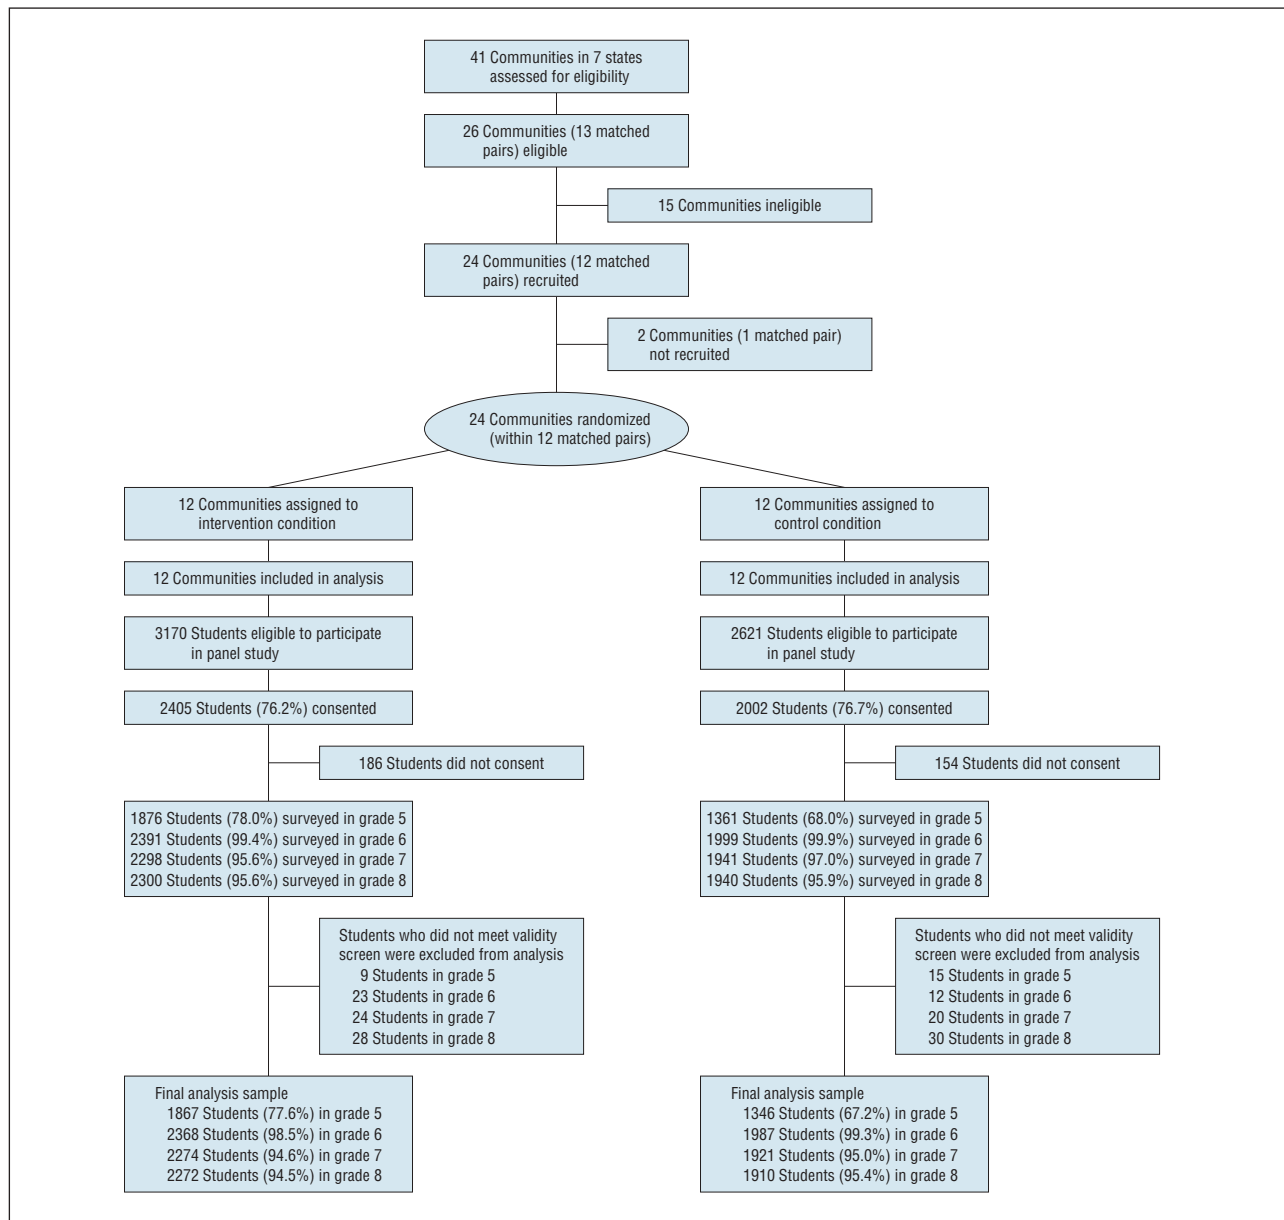 41 Communities in 7 states
assessed for eligibility
26 Communities (13 matched
pairs) eligible
15 Communities ineligible
24 Communities (12 matched
pairs) recruited
2 Communities (1 matched pair)
not recruited
24 Communities randomized
(within 12 matched pairs)
12 Communities assigned to
intervention condition
12 Communities included in analysis
3170 Students eligible to participate
in panel study
2405 Students (76.2%) consented
186 Students did not consent
1876 Students (78.0%) surveyed in grade 5
2391 Students (99.4%) surveyed in grade 6
2298 Students (95.6%) surveyed in grade 7
2300 Students (95.6%) surveyed in grade 8
Students who did not meet validity
screen were excluded from analysis
9 Students in grade 5
23 Students in grade 6
24 Students in grade 7
28 Students in grade 8
Final analysis sample
1867 Students (77.6%) in grade 5
2368 Students (98.5%) in grade 6
2274 Students (94.6%) in grade 7
2272 Students (94.5%) in grade 8
12 Communities assigned to
control condition
12 Communities included in analysis
2621 Students eligible to participate
in panel study
2002 Students (76.7%) consented
154 Students did not consent
1361 Students (68.0%) surveyed in grade 5
1999 Students (99.9%) surveyed in grade 6
1941 Students (97.0%) surveyed in grade 7
1940 Students (95.9%) surveyed in grade 8
Students who did not meet validity
screen were excluded from analysis
15 Students in grade 5
12 Students in grade 6
20 Students in grade 7
30 Students in grade 8
Final analysis sample
1346 Students (67.2%) in grade 5
1987 Students (99.3%) in grade 6
1921 Students (95.0%) in grade 7
1910 Students (95.4%) in grade 8